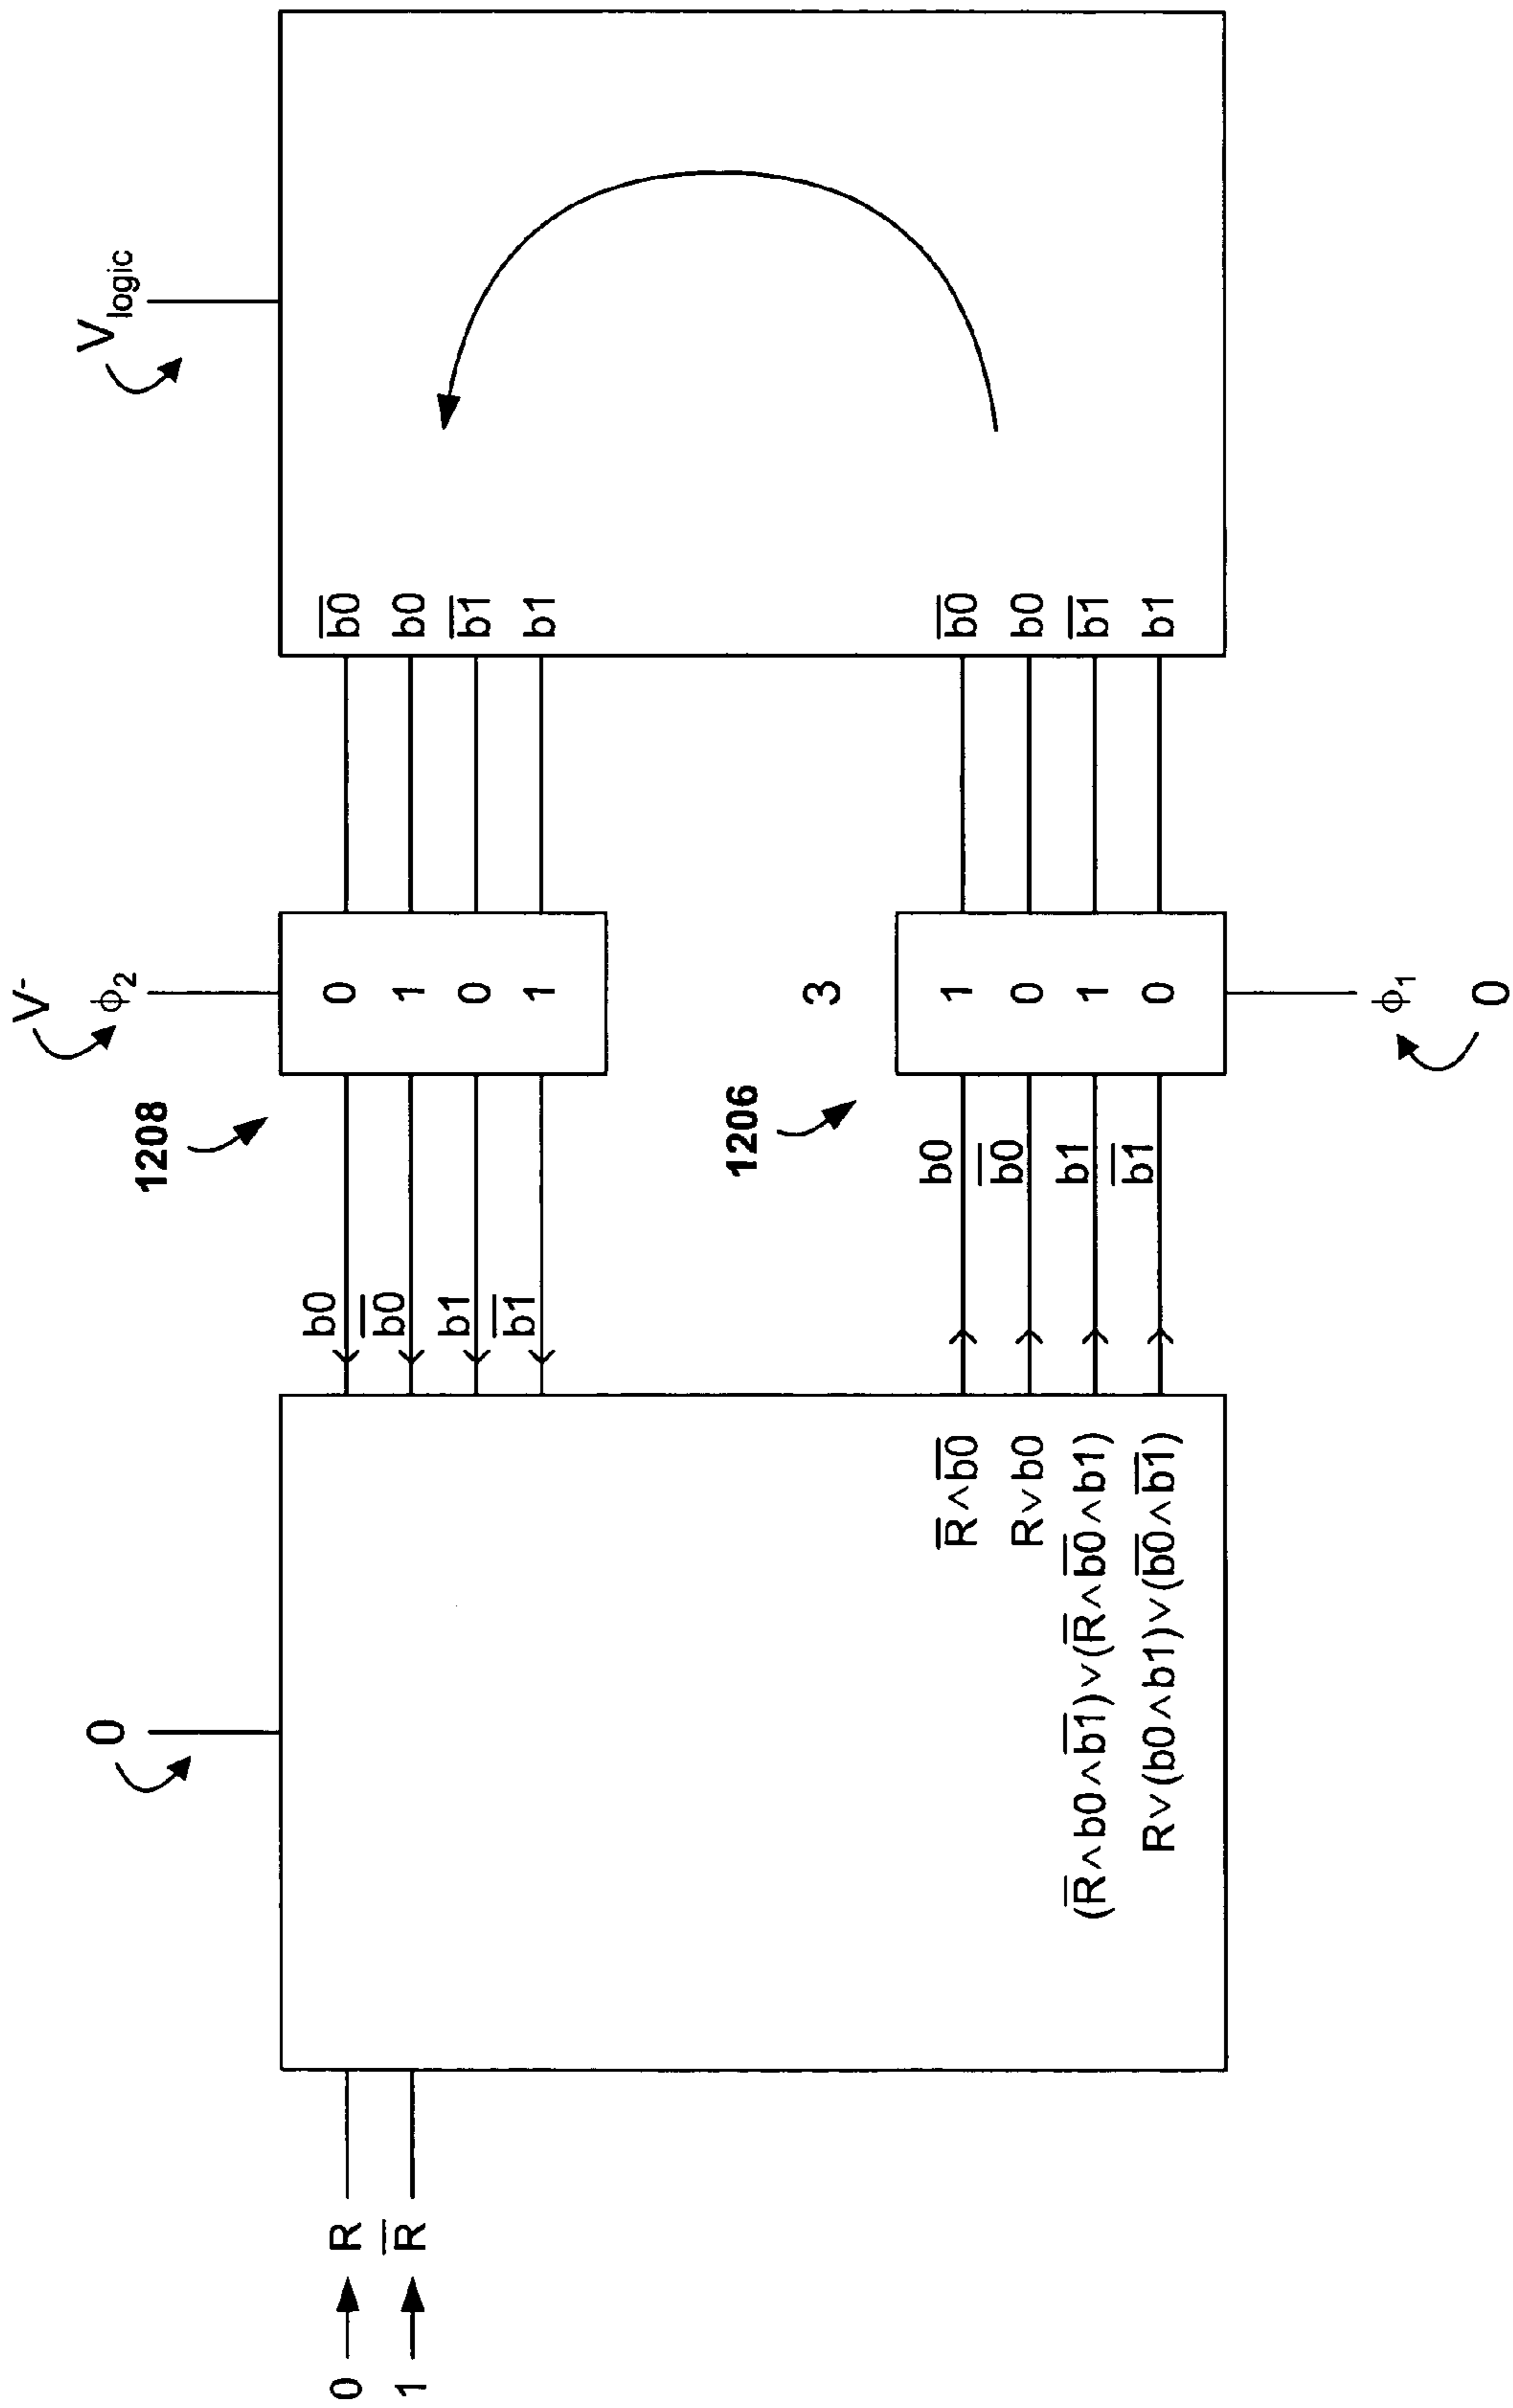 V⁻
ϕ₂
V_logic
0
1208
0 → R
1 → R̅
b0
b̅0̅
b1
b̅1̅
0
1
0
1
b̅0̅
b0
b̅1̅
b1
1206
3
R̅∧b̅0̅
R∨b0
(R̅∧b0∧b̅1̅)∨(R̅∧b̅0̅∧b1)
R∨(b0∧b1)∨(b̅0̅∧b̅1̅)
b0
b̅0̅
b1
b̅1̅
1
0
1
0
b̅0̅
b0
b̅1̅
b1
ϕ₁
0